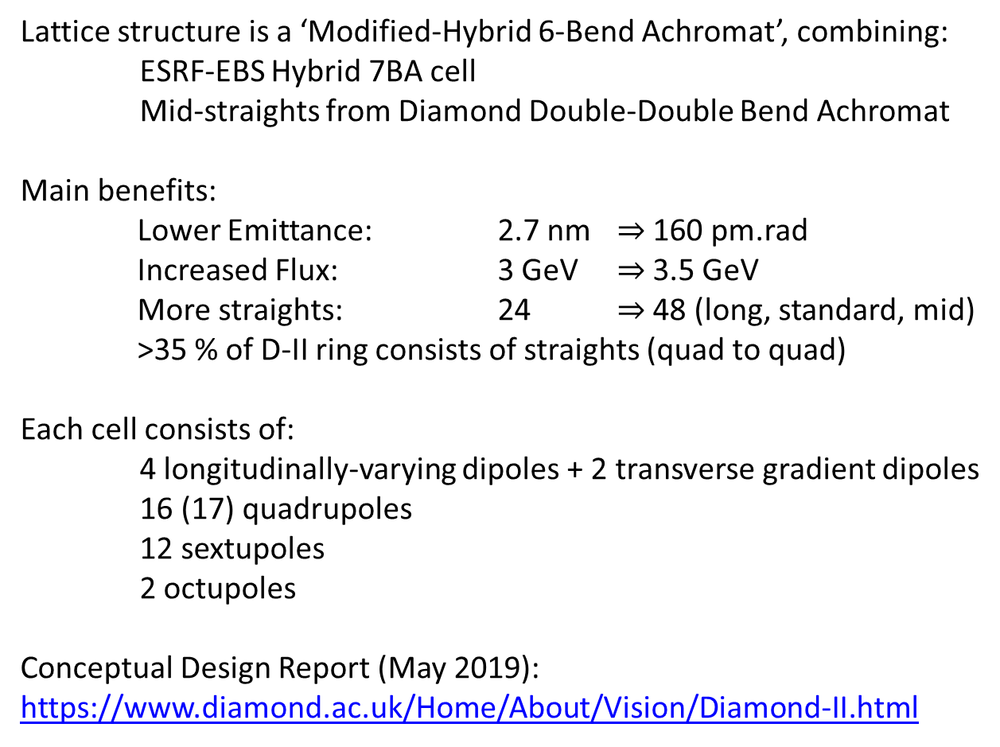 Lattice structure is a ‘Modified-Hybrid 6-Bend Achromat’, combining:
ESRF-EBS Hybrid 7BA cell
Mid-straights from Diamond Double-Double Bend Achromat
Main benefits:
Lower Emittance: 2.7 nm ⇒ 160 pm.rad
Increased Flux: 3 GeV ⇒ 3.5 GeV
More straights: 24 ⇒ 48 (long, standard, mid)
>35 % of D-II ring consists of straights (quad to quad)
Each cell consists of:
4 longitudinally-varying dipoles + 2 transverse gradient dipoles
16 (17) quadrupoles
12 sextupoles
2 octupoles
Conceptual Design Report (May 2019):
https://www.diamond.ac.uk/Home/About/Vision/Diamond-II.html